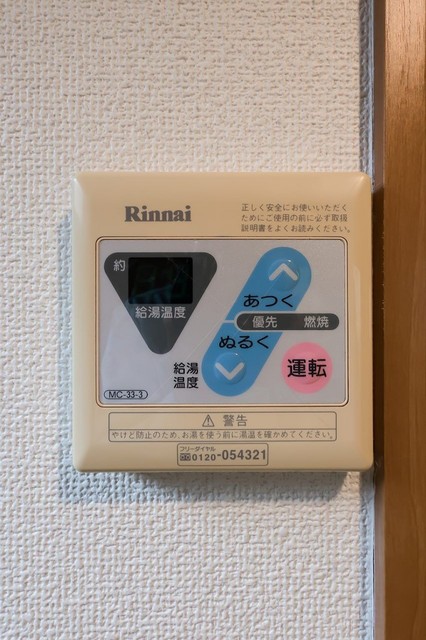 Rinnai
正しく安全にお使いいただく
ためにご使用の前に必ず取扱
説明書をよくお読みください。
約
給湯温度
あつく
優先 燃焼
ぬるく
給湯
温度
運転
MC-33-3
⚠ 警告
やけど防止のため、お湯を使う前に湯温を確かめてください。
フリーダイヤル
0120-054321